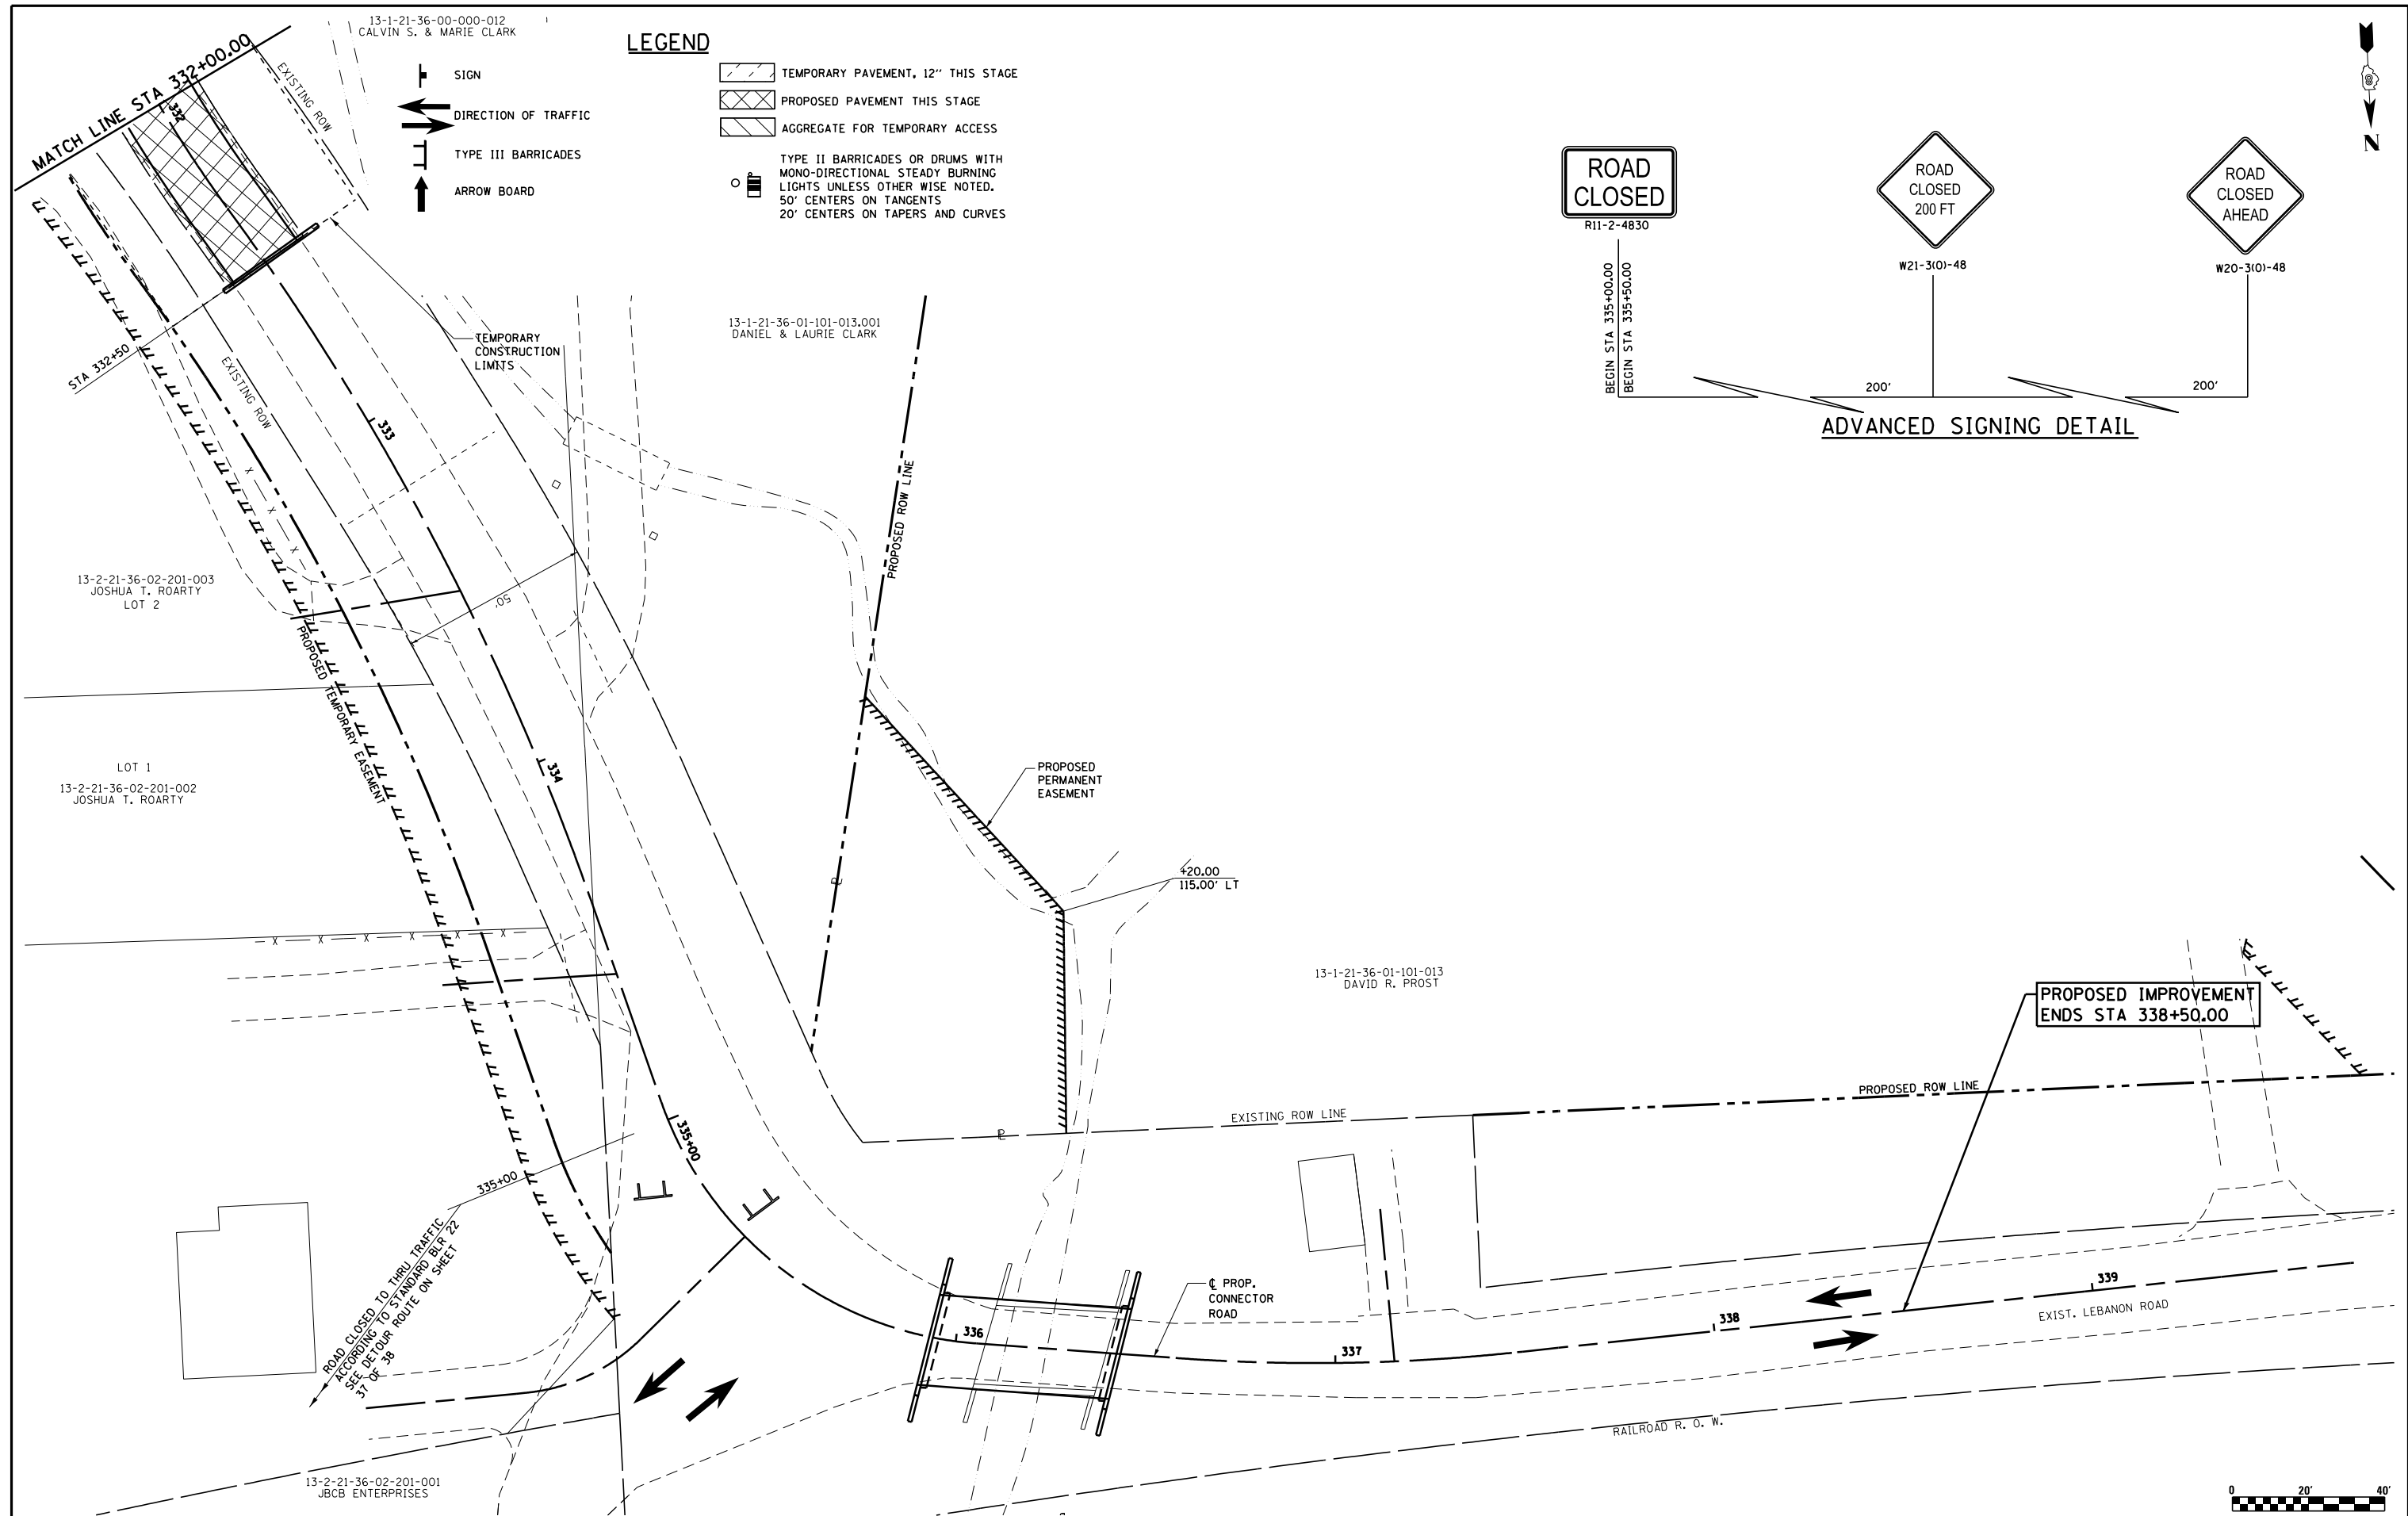 13-1-21-36-00-000-012
CALVIN S. & MARIE CLARK
MATCH LINE STA 332+00.00
EXISTING ROW
332
LEGEND
SIGN
DIRECTION OF TRAFFIC
TYPE III BARRICADES
ARROW BOARD
TEMPORARY PAVEMENT, 12" THIS STAGE
PROPOSED PAVEMENT THIS STAGE
AGGREGATE FOR TEMPORARY ACCESS
TYPE II BARRICADES OR DRUMS WITH
MONO-DIRECTIONAL STEADY BURNING
LIGHTS UNLESS OTHER WISE NOTED.
50' CENTERS ON TANGENTS
20' CENTERS ON TAPERS AND CURVES
ROAD
CLOSED
R11-2-4830
ROAD
CLOSED
200 FT
W21-3(O)-48
ROAD
CLOSED
AHEAD
W20-3(O)-48
N
BEGIN STA 335+00.00
BEGIN STA 335+50.00
200'
200'
ADVANCED SIGNING DETAIL
STA 332+50
EXISTING ROW
TEMPORARY
CONSTRUCTION
LIMITS
13-1-21-36-01-101-013.001
DANIEL & LAURIE CLARK
333
PROPOSED ROW LINE
13-2-21-36-02-201-003
JOSHUA T. ROARTY
LOT 2
50'
PROPOSED TEMPORARY EASEMENT
LOT 1
13-2-21-36-02-201-002
JOSHUA T. ROARTY
334
PROPOSED
PERMANENT
EASEMENT
+20.00
115.00' LT
13-1-21-36-01-101-013
DAVID R. PROST
PROPOSED IMPROVEMENT
ENDS STA 338+50.00
PROPOSED ROW LINE
EXISTING ROW LINE
335+00
335+00
ROAD CLOSED TO THRU TRAFFIC
ACCORDING TO STANDARD BLR 22
SEE DETOUR ROUTE ON SHEET
37 OF 38
℄ PROP.
CONNECTOR
ROAD
336
337
338
339
EXIST. LEBANON ROAD
RAILROAD R. O. W.
13-2-21-36-02-201-001
JBCB ENTERPRISES
0 20' 40'